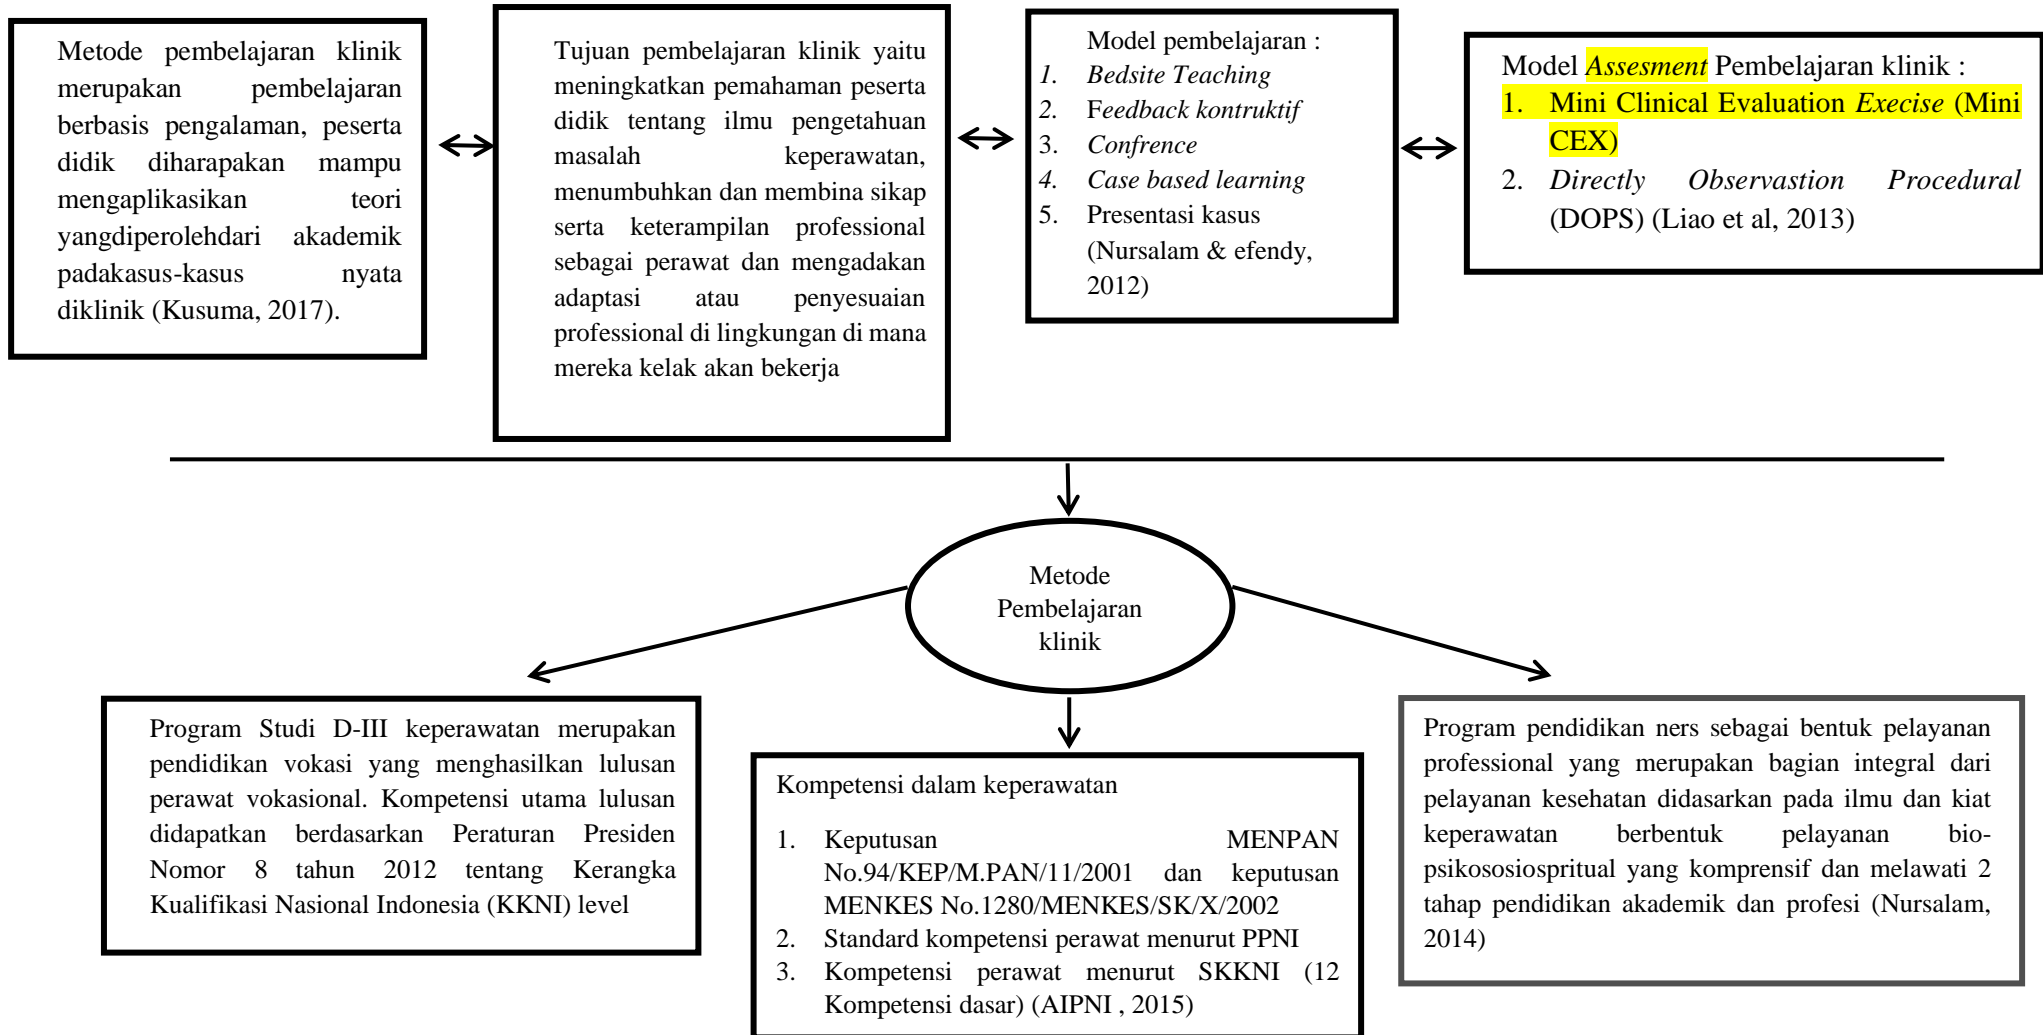 Metode pembelajaran klinik
merupakan pembelajaran
berbasis pengalaman, peserta
didik diharapakan mampu
mengaplikasikan teori
yangdiperolehdari akademik
padakasus-kasus nyata
diklinik (Kusuma, 2017).
Tujuan pembelajaran klinik yaitu
meningkatkan pemahaman peserta
didik tentang ilmu pengetahuan
masalah keperawatan,
menumbuhkan dan membina sikap
serta keterampilan professional
sebagai perawat dan mengadakan
adaptasi atau penyesuaian
professional di lingkungan di mana
mereka kelak akan bekerja
Model pembelajaran :
1. Bedsite Teaching
2. Feedback kontruktif
3. Confrence
4. Case based learning
5. Presentasi kasus
(Nursalam & efendy,
2012)
Model Assesment Pembelajaran klinik :
1. Mini Clinical Evaluation Execise (Mini
CEX)
2. Directly Observastion Procedural
(DOPS) (Liao et al, 2013)
Metode
Pembelajaran
klinik
Program Studi D-III keperawatan merupakan
pendidikan vokasi yang menghasilkan lulusan
perawat vokasional. Kompetensi utama lulusan
didapatkan berdasarkan Peraturan Presiden
Nomor 8 tahun 2012 tentang Kerangka
Kualifikasi Nasional Indonesia (KKNI) level
Kompetensi dalam keperawatan
1. Keputusan MENPAN
No.94/KEP/M.PAN/11/2001 dan keputusan
MENKES No.1280/MENKES/SK/X/2002
2. Standard kompetensi perawat menurut PPNI
3. Kompetensi perawat menurut SKKNI (12
Kompetensi dasar) (AIPNI , 2015)
Program pendidikan ners sebagai bentuk pelayanan
professional yang merupakan bagian integral dari
pelayanan kesehatan didasarkan pada ilmu dan kiat
keperawatan berbentuk pelayanan bio-
psikososiospritual yang komprensif dan melawati 2
tahap pendidikan akademik dan profesi (Nursalam,
2014)